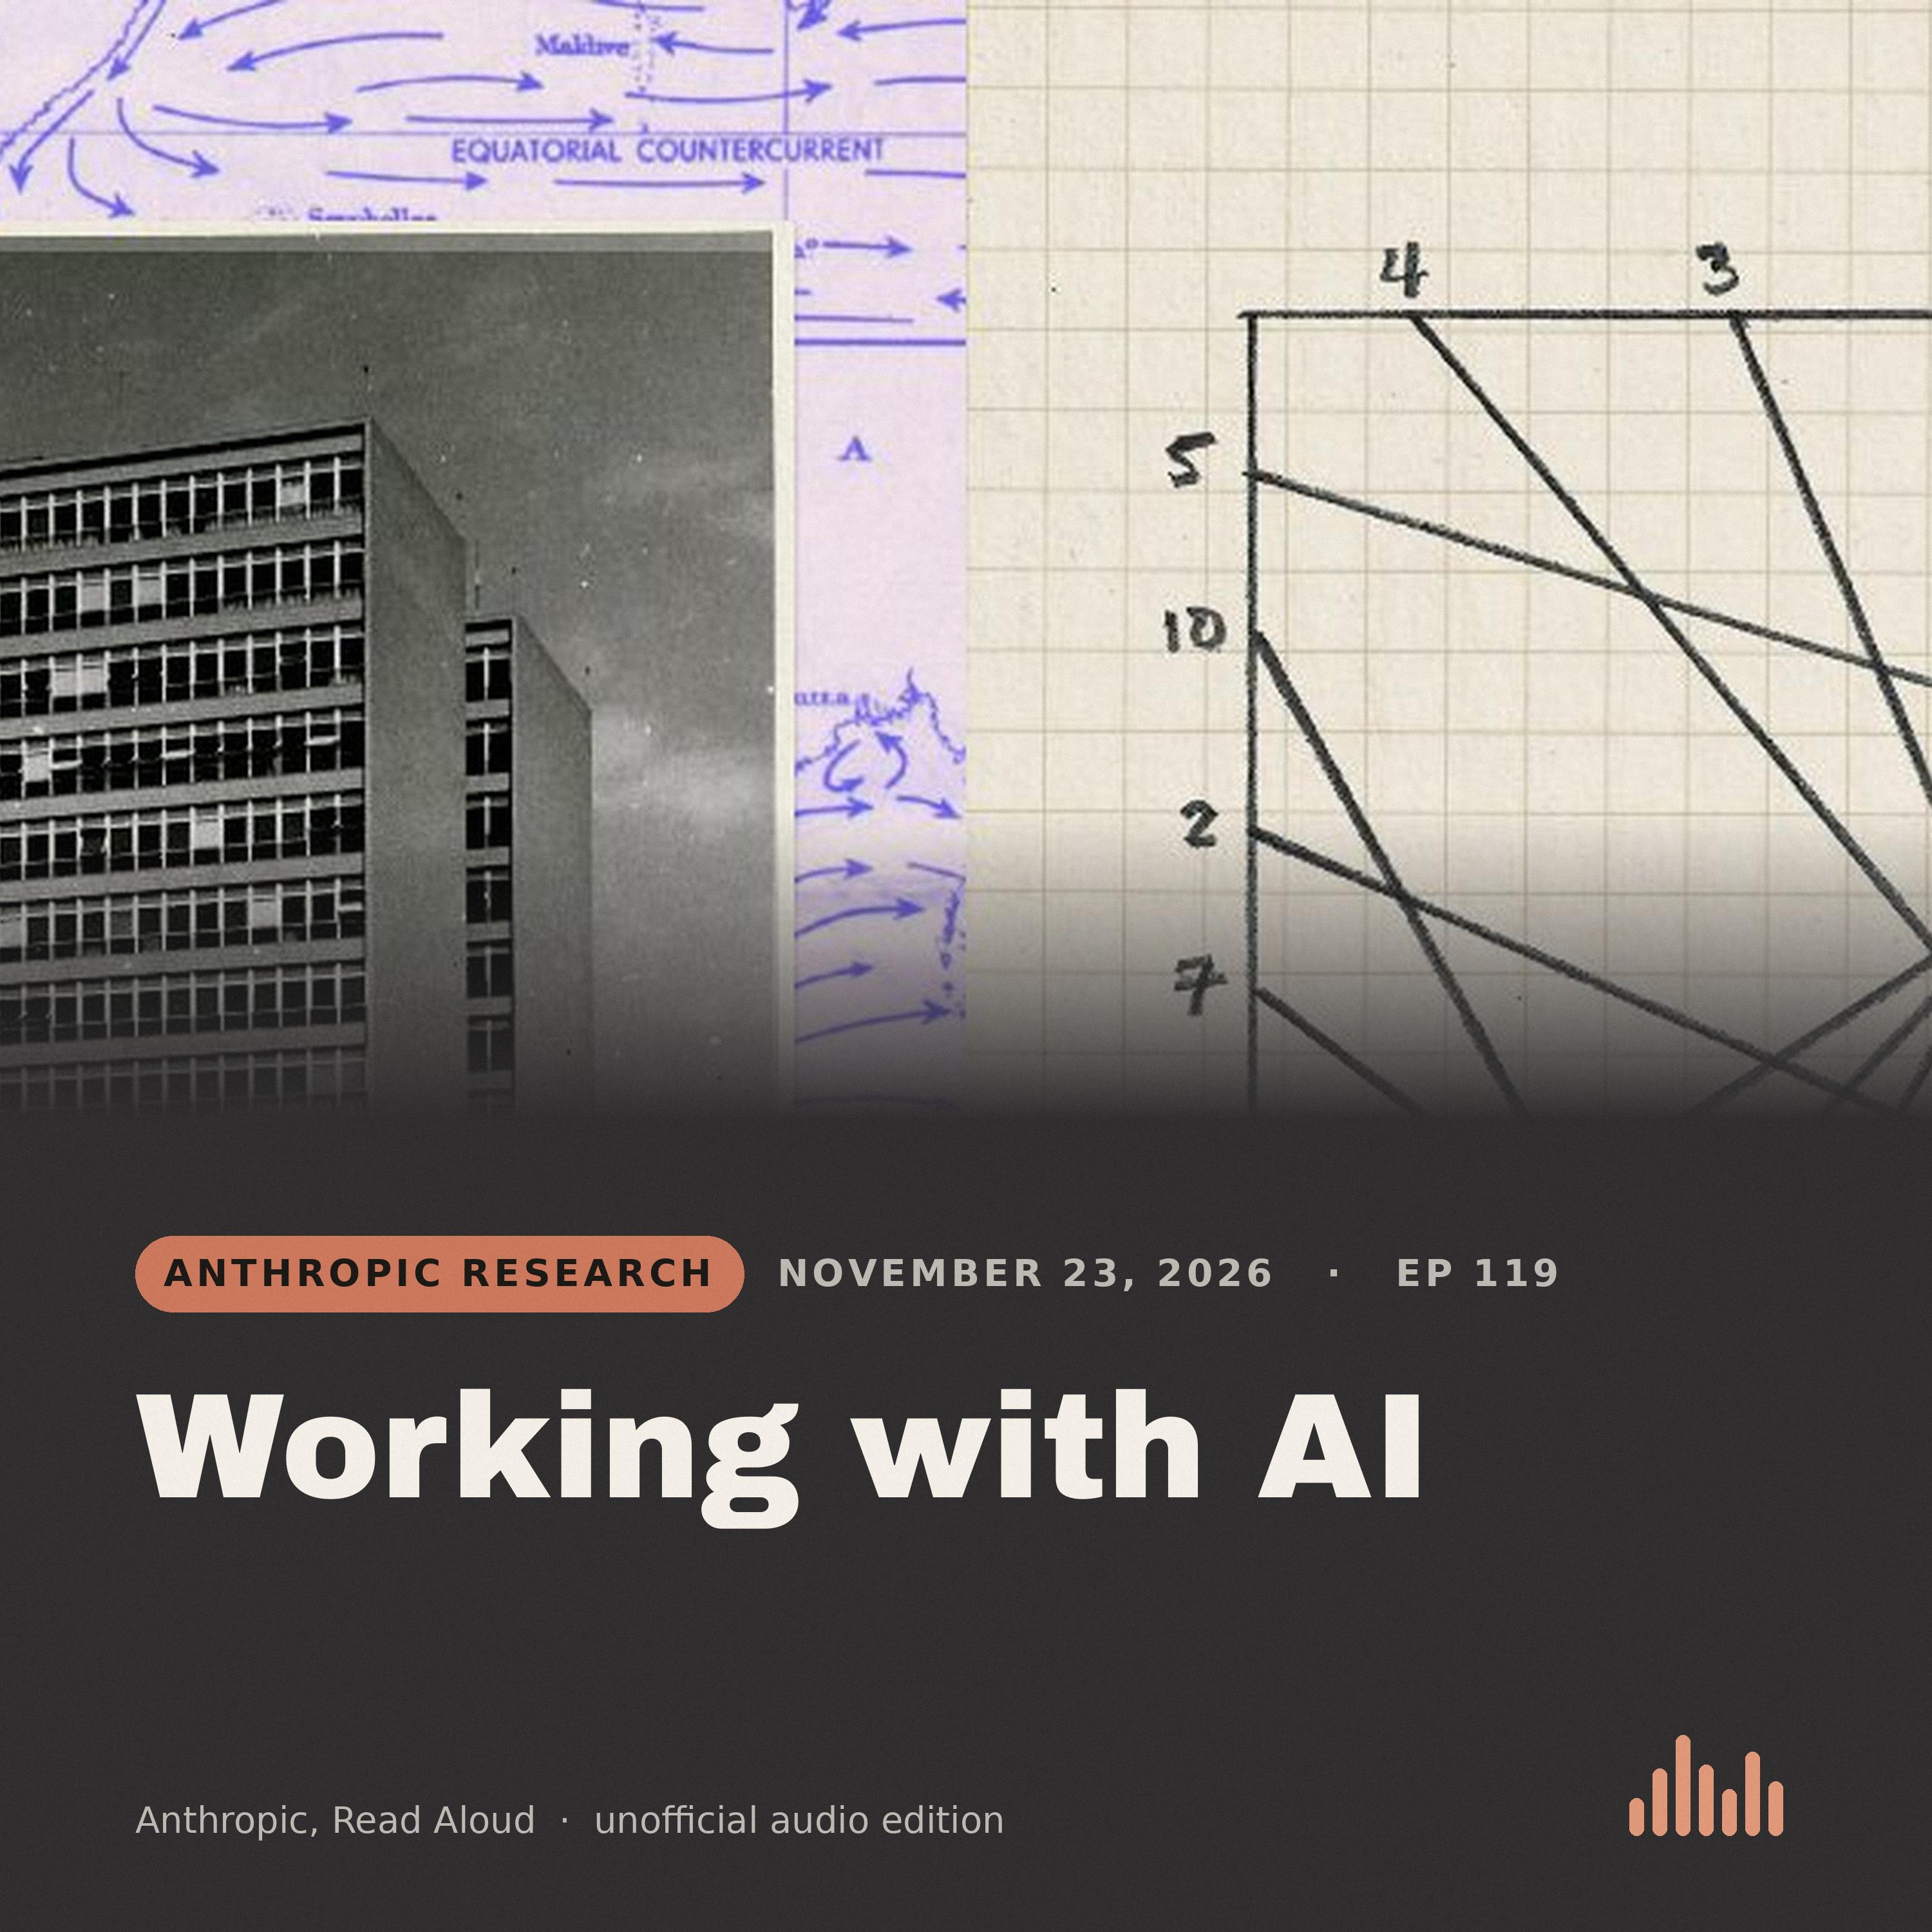 Maldive
EQUATORIAL COUNTERCURRENT
A
4
3
5
10
2
7
ANTHROPIC RESEARCH
NOVEMBER 23, 2026 · EP 119
Working with AI
Anthropic, Read Aloud · unofficial audio edition